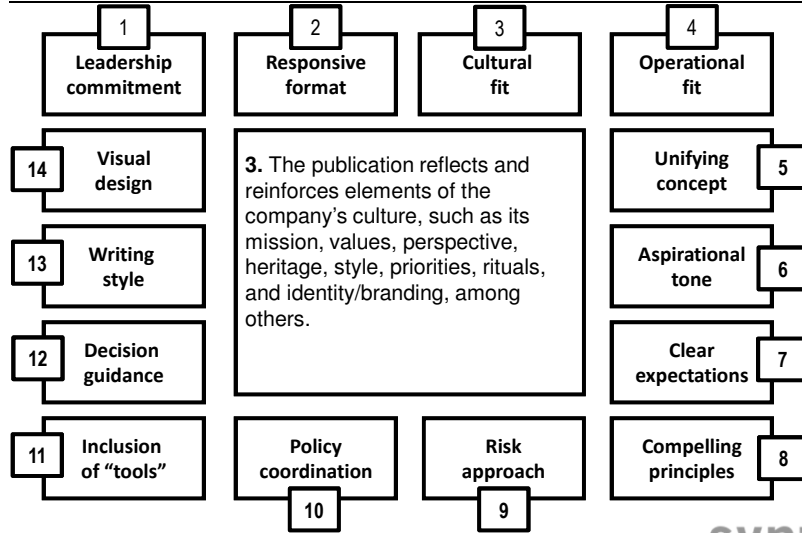 1
Leadership
commitment
2
Responsive
format
3
Cultural
fit
4
Operational
fit
14
Visual
design
3. The publication reflects and
reinforces elements of the
company’s culture, such as its
mission, values, perspective,
heritage, style, priorities, rituals,
and identity/branding, among
others.
Unifying
concept
5
13
Writing
style
Aspirational
tone
6
12
Decision
guidance
Clear
expectations
7
11
Inclusion
of “tools”
Policy
coordination
10
Risk
approach
9
Compelling
principles
8